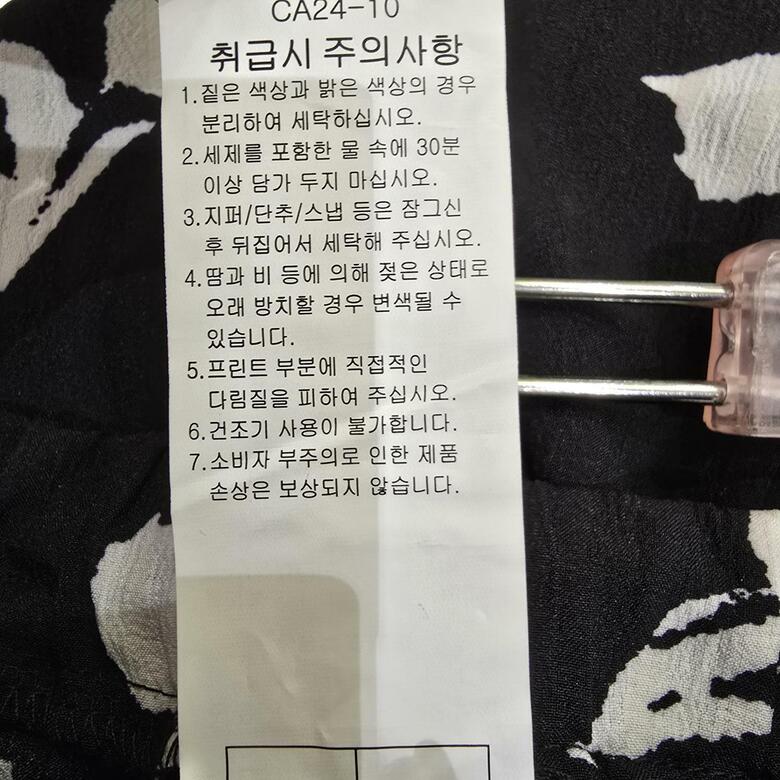 CA24-10
취급시 주의사항
1.짙은 색상과 밝은 색상의 경우
분리하여 세탁하십시오.
2.세제를 포함한 물 속에 30분
이상 담가 두지 마십시오.
3.지퍼/단추/스냅 등은 잠그신
후 뒤집어서 세탁해 주십시오.
4.땀과 비 등에 의해 젖은 상태로
오래 방치할 경우 변색될 수
있습니다.
5.프린트 부분에 직접적인
다림질을 피하여 주십시오.
6.건조기 사용이 불가합니다.
7.소비자 부주의로 인한 제품
손상은 보상되지 않습니다.